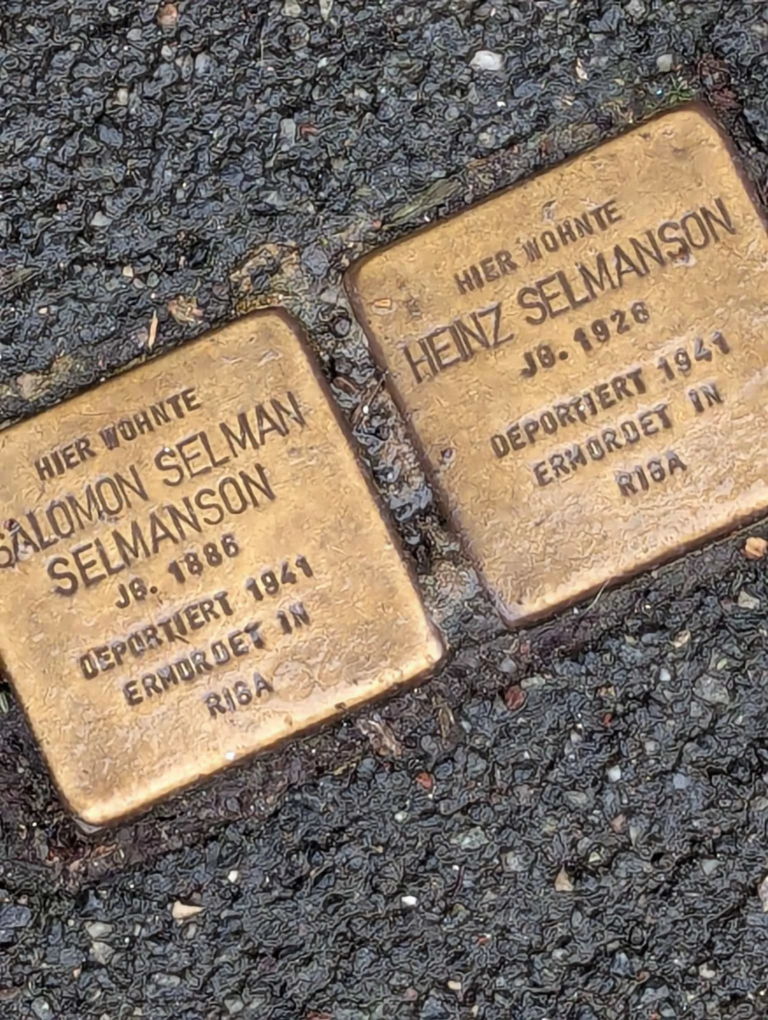 HIER WOHNTE
SALOMON SELMAN
SELMANSON
JG. 1886
DEPORTIERT 1941
ERMORDET IN
RIGA
HIER WOHNTE
HEINZ SELMANSON
JG. 1926
DEPORTIERT 1941
ERMORDET IN
RIGA